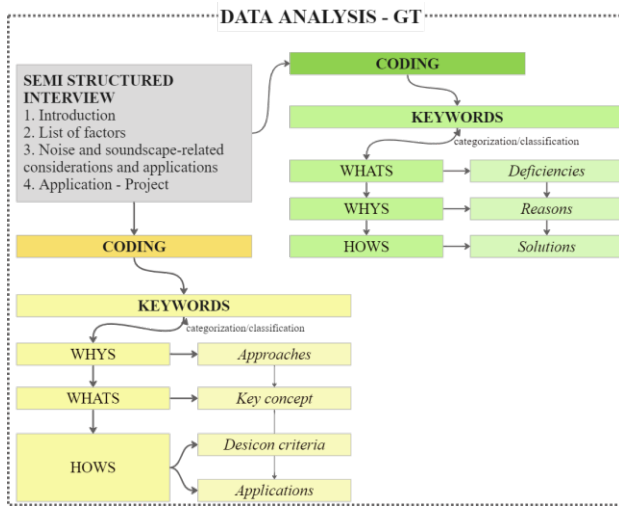 DATA ANALYSIS - GT
SEMI STRUCTURED
INTERVIEW
1. Introduction
2. List of factors
3. Noise and soundscape-related
considerations and applications
4. Application - Project
CODING
KEYWORDS
categorization/classification
WHATS
Deficiencies
WHYS
Reasons
HOWS
Solutions
CODING
KEYWORDS
categorization/classification
WHYS
Approaches
WHATS
Key concept
HOWS
Desicon criteria
Applications